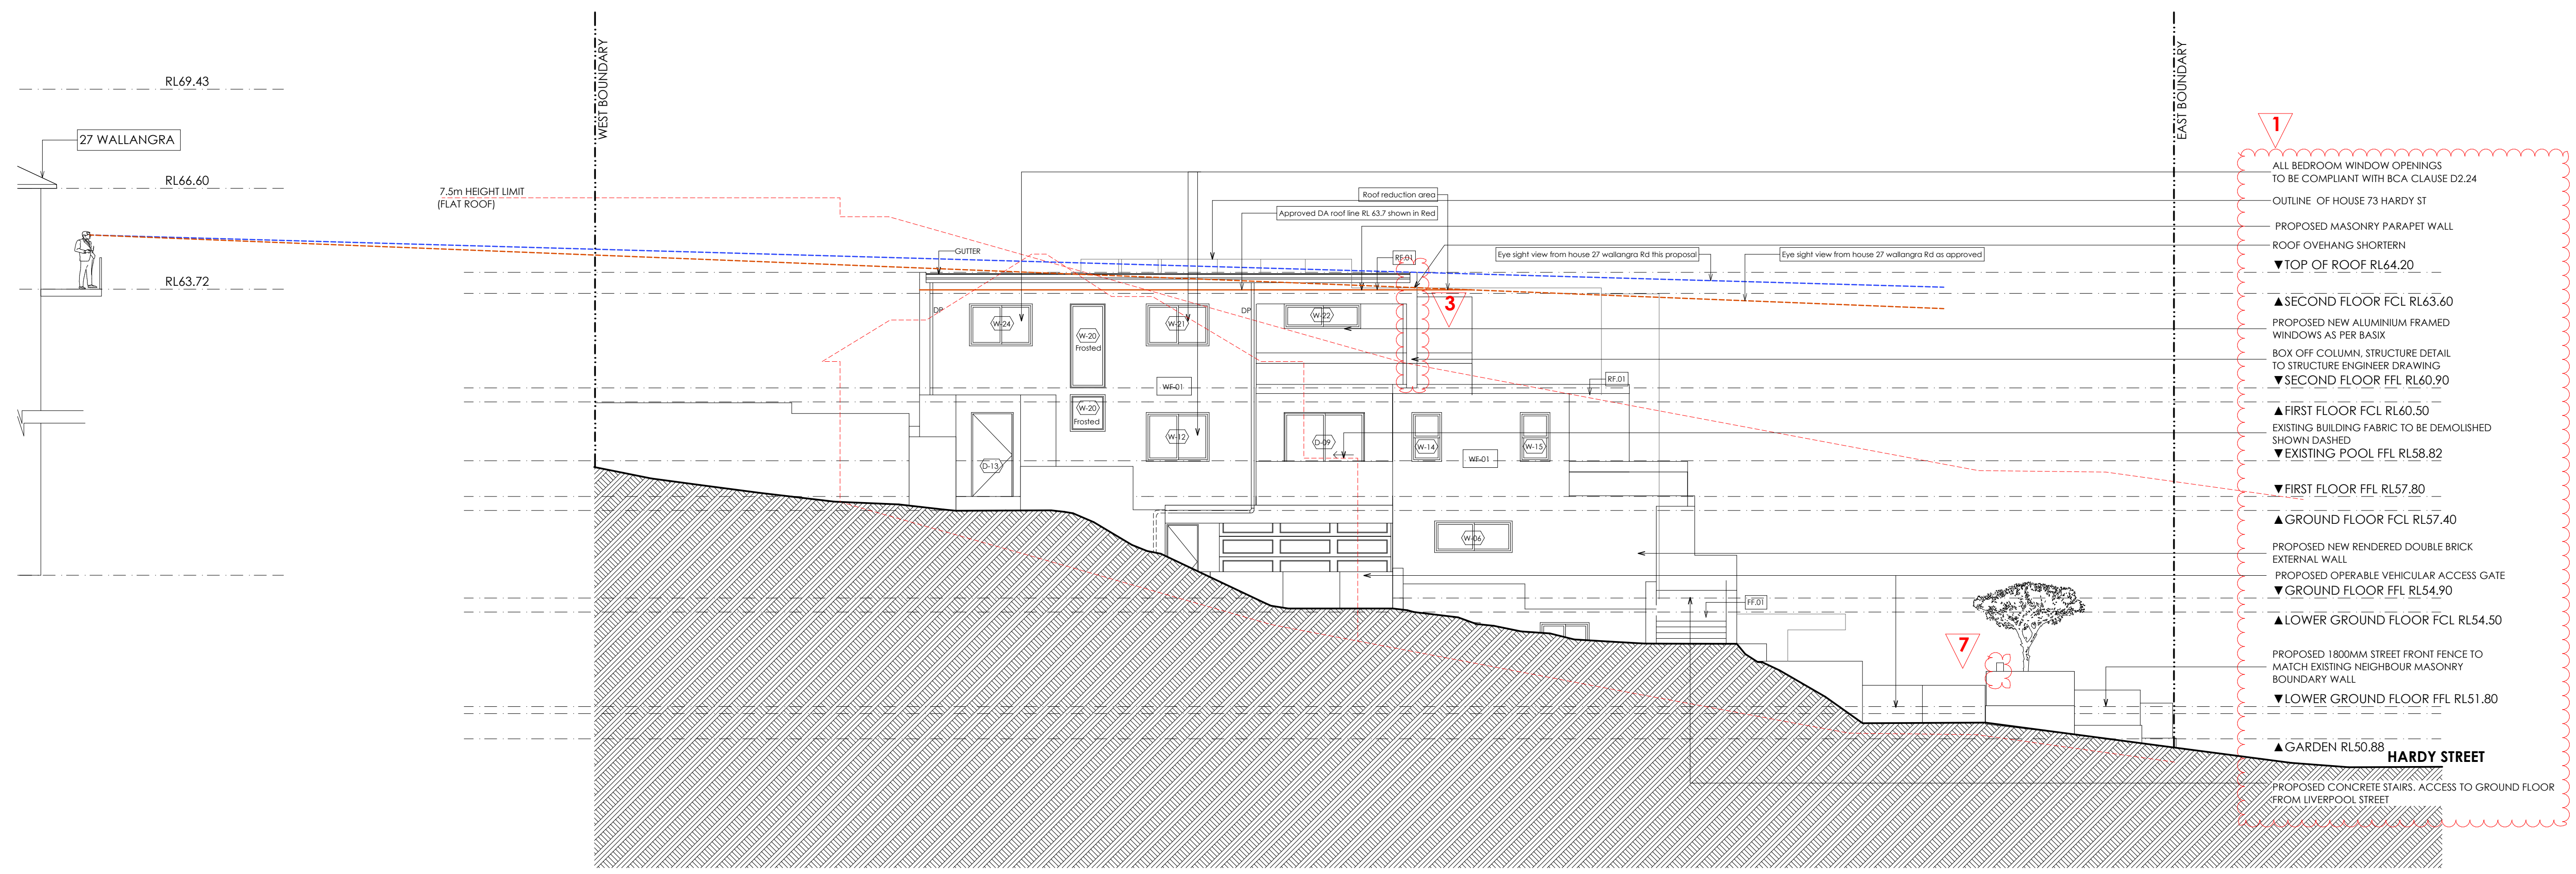 RL69.43
27 WALLANGRA
RL66.60
RL63.72
WEST BOUNDARY
7.5m HEIGHT LIMIT
(FLAT ROOF)
GUTTER
Roof reduction area
Approved DA roof line RL 63.7 shown in Red
RF.01
Eye sight view from house 27 wallangra Rd this proposal
Eye sight view from house 27 wallangra Rd as approved
3
DP
W-24
W-20
Frosted
W-21
DP
W-22
WF-01
RF.01
W-20
Frosted
W-12
D-09
W-14
W-15
WF-01
D-13
W-06
FF.01
7
EAST BOUNDARY
1
ALL BEDROOM WINDOW OPENINGS
TO BE COMPLIANT WITH BCA CLAUSE D2.24
OUTLINE OF HOUSE 73 HARDY ST
PROPOSED MASONRY PARAPET WALL
ROOF OVEHANG SHORTERN
▼TOP OF ROOF RL64.20
▲SECOND FLOOR FCL RL63.60
PROPOSED NEW ALUMINIUM FRAMED
WINDOWS AS PER BASIX
BOX OFF COLUMN, STRUCTURE DETAIL
TO STRUCTURE ENGINEER DRAWING
▼SECOND FLOOR FFL RL60.90
▲FIRST FLOOR FCL RL60.50
EXISTING BUILDING FABRIC TO BE DEMOLISHED
SHOWN DASHED
▼EXISTING POOL FFL RL58.82
▼FIRST FLOOR FFL RL57.80
▲GROUND FLOOR FCL RL57.40
PROPOSED NEW RENDERED DOUBLE BRICK
EXTERNAL WALL
PROPOSED OPERABLE VEHICULAR ACCESS GATE
▼GROUND FLOOR FFL RL54.90
▲LOWER GROUND FLOOR FCL RL54.50
PROPOSED 1800MM STREET FRONT FENCE TO
MATCH EXISTING NEIGHBOUR MASONRY
BOUNDARY WALL
▼LOWER GROUND FLOOR FFL RL51.80
▲GARDEN RL50.88
HARDY STREET
PROPOSED CONCRETE STAIRS. ACCESS TO GROUND FLOOR
FROM LIVERPOOL STREET